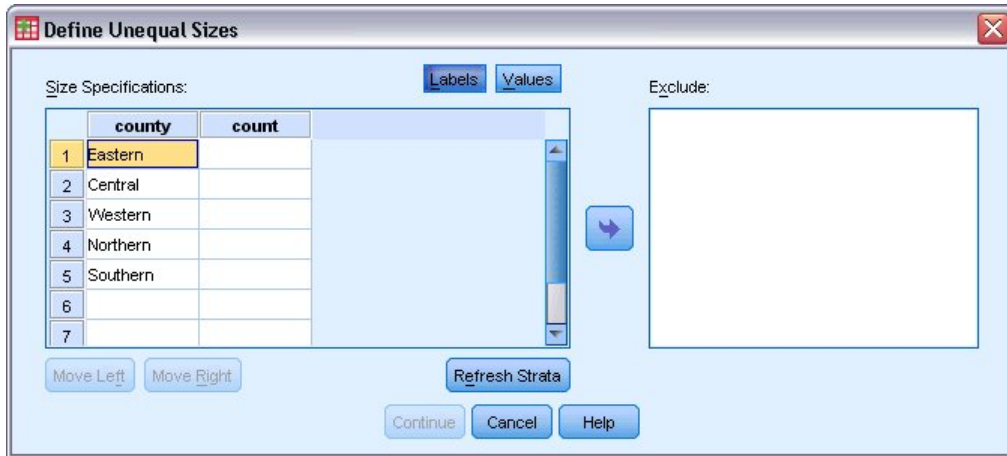 Define Unequal Sizes
Size Specifications:
Labels
Values
Exclude:
county count
1 Eastern
2 Central
3 Western
4 Northern
5 Southern
6
7
Move Left Move Right Refresh Strata
Continue Cancel Help